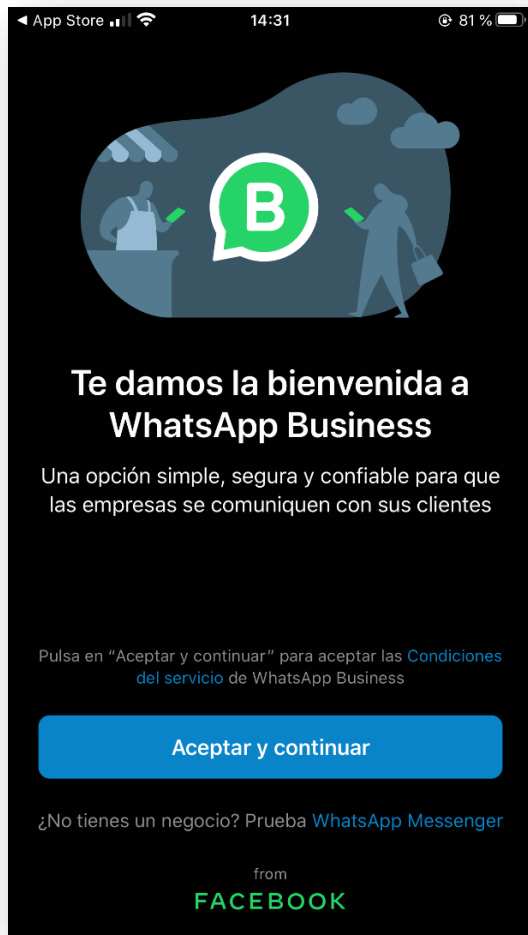 App Store 14:31 81 %
B
Te damos la bienvenida a
WhatsApp Business
Una opción simple, segura y confiable para que
las empresas se comuniquen con sus clientes
Pulsa en “Aceptar y continuar” para aceptar las Condiciones
del servicio de WhatsApp Business
Aceptar y continuar
¿No tienes un negocio? Prueba WhatsApp Messenger
from
FACEBOOK